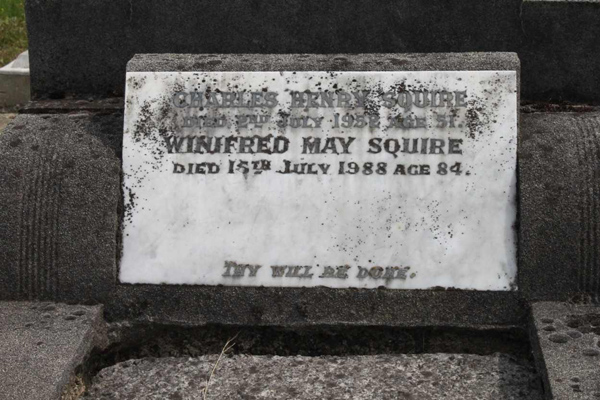 CHARLES HENRY SQUIRE
DIED JULY AGE 51.
WINIFRED MAY SQUIRE
DIED 15TH JULY 1988 AGE 84.
THY WILL BE DONE.